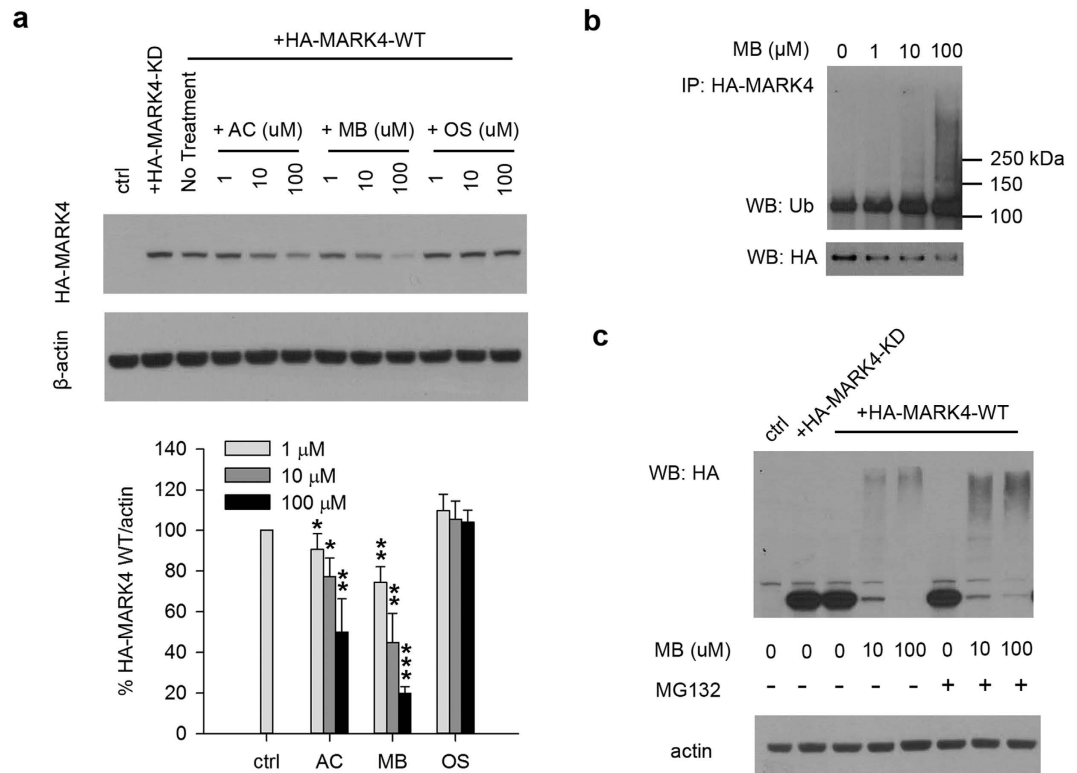 a
+HA-MARK4-WT
ctrl
+HA-MARK4-KD
No Treatment
+ AC (uM)
+ MB (uM)
+ OS (uM)
1 10 100 1 10 100 1 10 100
HA-MARK4
β-actin
% HA-MARK4 WT/actin
140
120
100
80
60
40
20
0
1 μM
10 μM
100 μM
* * ** ** ** ***
ctrl AC MB OS
b
MB (μM) 0 1 10 100
IP: HA-MARK4
250 kDa
150
WB: Ub
100
WB: HA
c
ctrl
+HA-MARK4-KD
+HA-MARK4-WT
WB: HA
MB (uM) 0 0 0 10 100 0 10 100
MG132 - - - - - + + +
actin